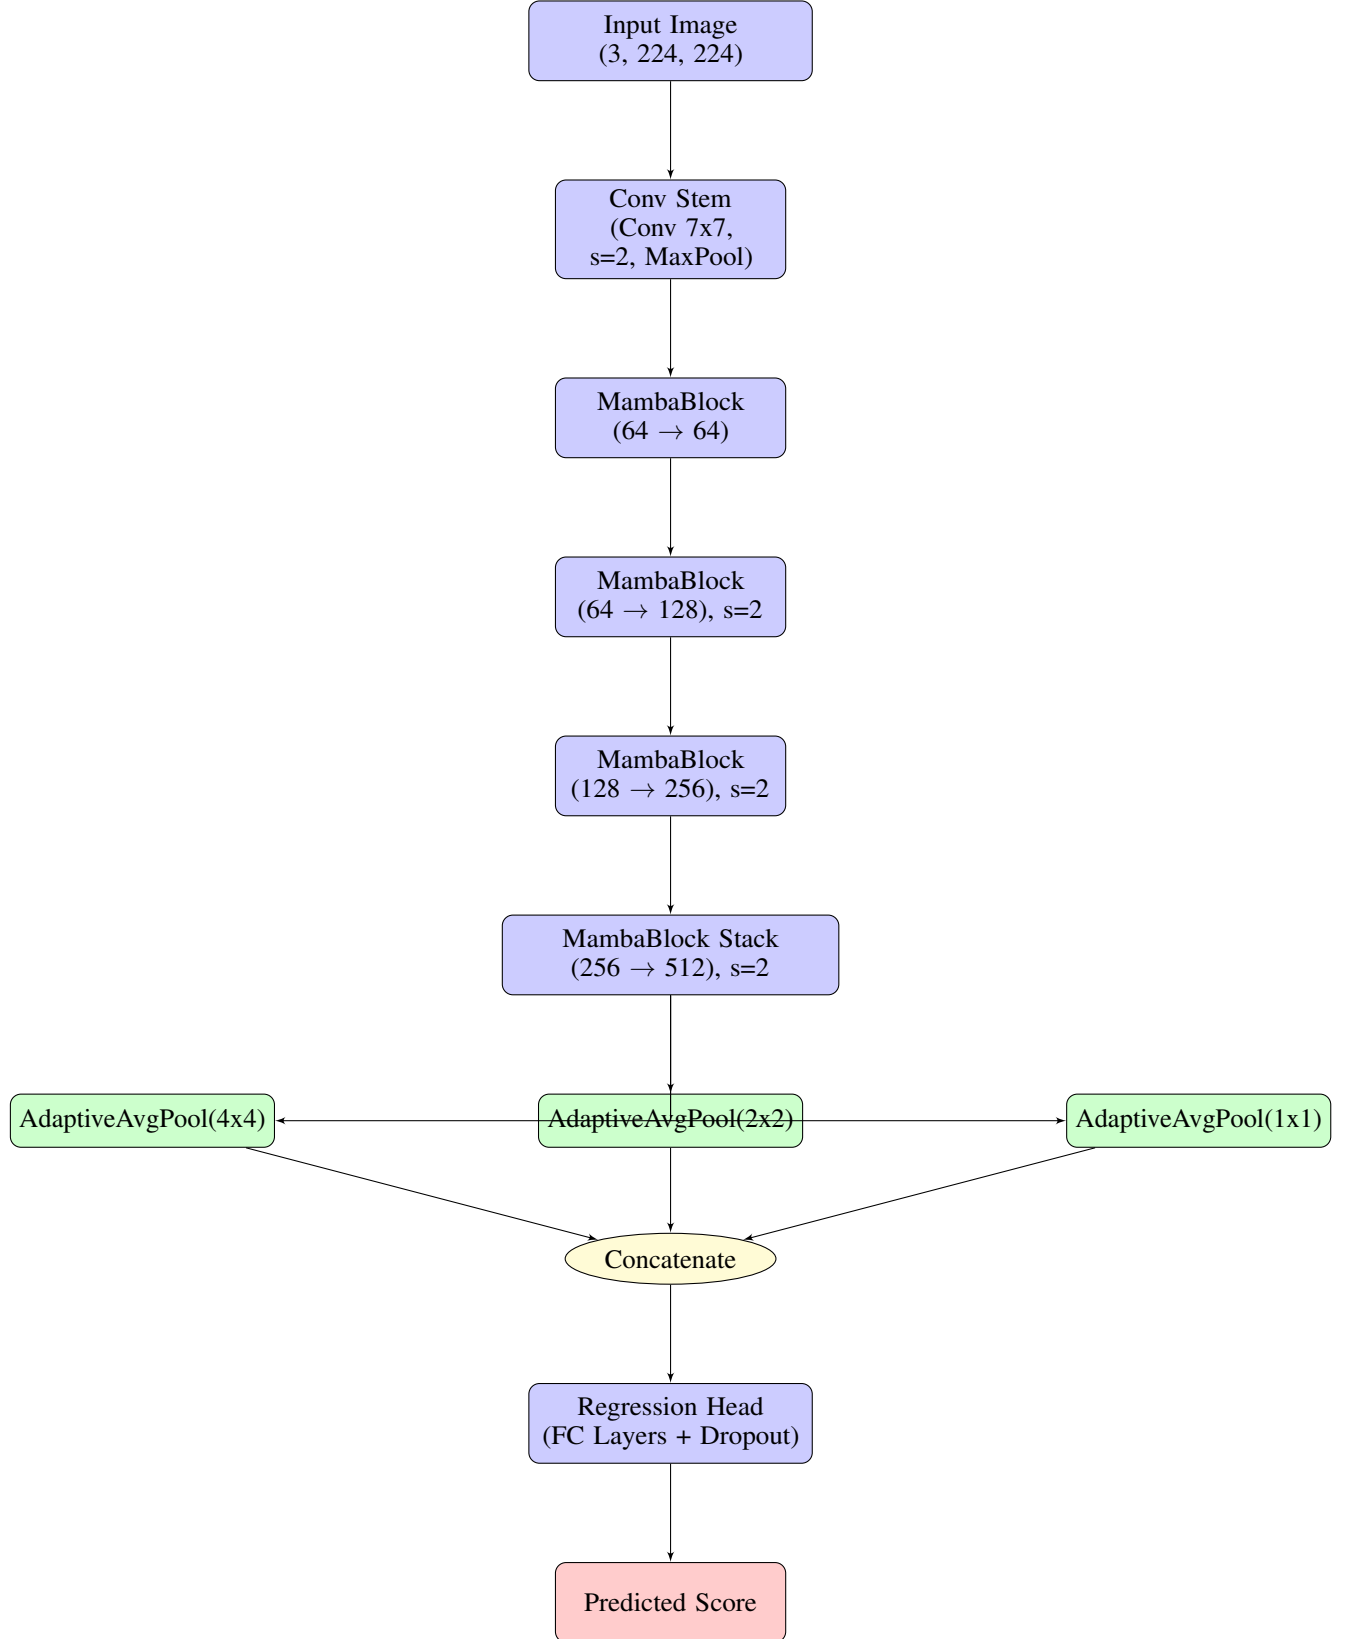 Input Image
(3, 224, 224)
Conv Stem
(Conv 7x7,
s=2, MaxPool)
MambaBlock
(64 → 64)
MambaBlock
(64 → 128), s=2
MambaBlock
(128 → 256), s=2
MambaBlock Stack
(256 → 512), s=2
AdaptiveAvgPool(4x4)
AdaptiveAvgPool(2x2)
AdaptiveAvgPool(1x1)
Concatenate
Regression Head
(FC Layers + Dropout)
Predicted Score